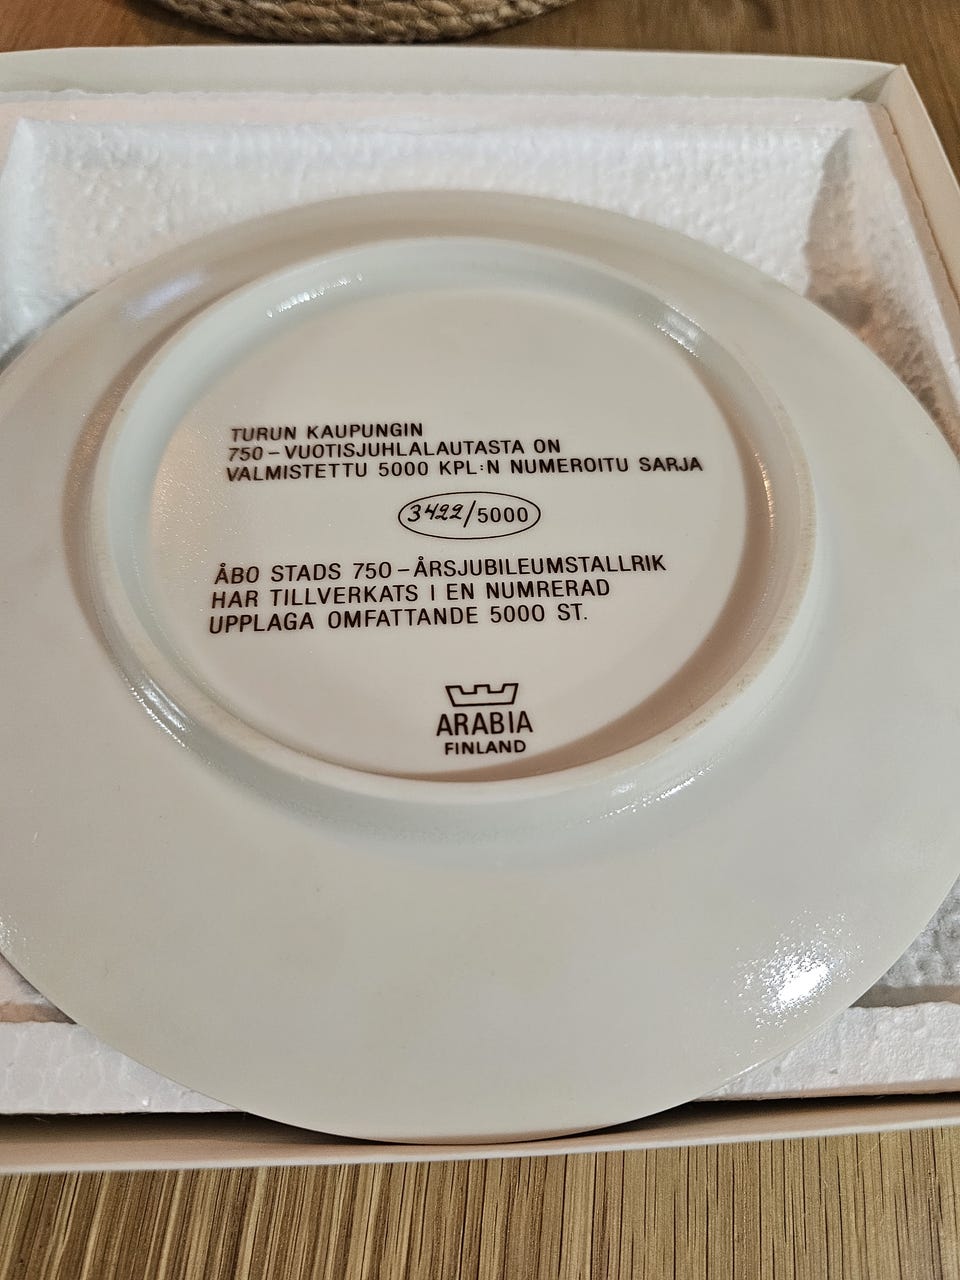 TURUN KAUPUNGIN
750-VUOTISJUHLALAUTASTA ON
VALMISTETTU 5000 KPL:N NUMEROITU SARJA
3422/5000
ÅBO STADS 750-ÅRSJUBILEUMSTALLRIK
HAR TILLVERKATS I EN NUMRERAD
UPPLAGA OMFATTANDE 5000 ST.
ARABIA
FINLAND